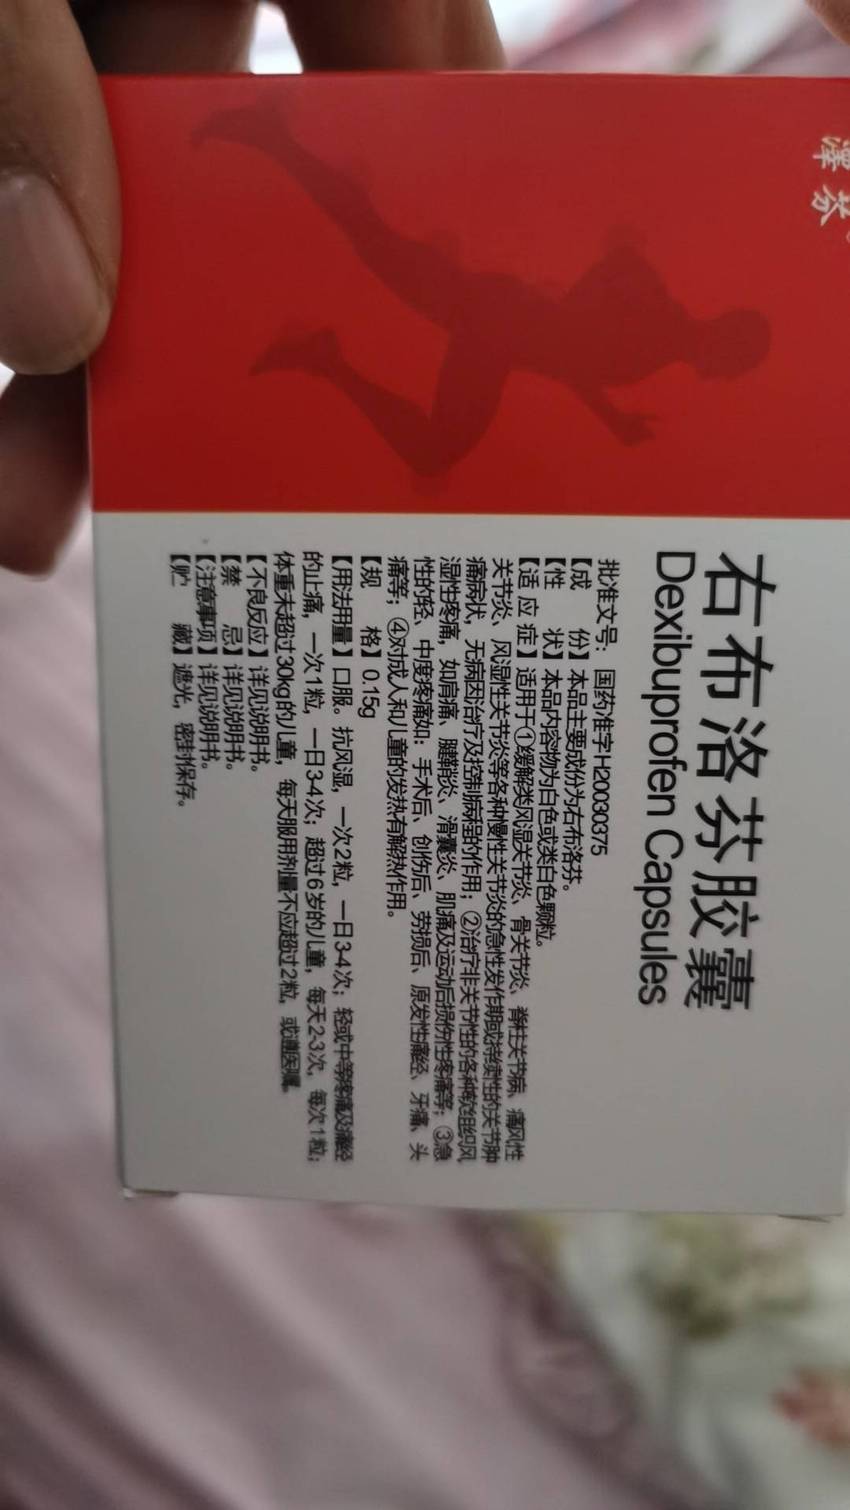 澤芬
右布洛芬胶囊
Dexibuprofen Capsules
批准文号：国药准字H20030375
【成　份】本品主要成份为右布洛芬。
【性　状】本品内容物为白色或类白色颗粒。
【适 应 症】适用于①缓解类风湿关节炎、骨关节炎、脊柱关节病、痛风性
关节炎、风湿性关节炎等各种慢性关节炎的急性发作期或持续性的关节肿
痛病状，无病因治疗及控制病程的作用；②治疗非关节性的各种软组织风
湿性疼痛，如肩痛、腱鞘炎、滑囊炎、肌痛及运动后损伤性疼痛等；③急
性的轻、中度疼痛如：手术后、创伤后、劳损后、原发性痛经、牙痛、头
痛等；④对成人和儿童的发热有解热作用。
【规　格】0.15g
【用法用量】口服。抗风湿，一次2粒，一日3-4次；轻或中等疼痛及痛经
的止痛，一次1粒，一日3-4次；超过6岁的儿童，每天2-3次，每次1粒；
体重未超过30kg的儿童，每天服用剂量不应超过2粒，或遵医嘱。
【不良反应】详见说明书。
【禁　忌】详见说明书。
【注意事项】详见说明书。
【贮　藏】遮光，密封保存。